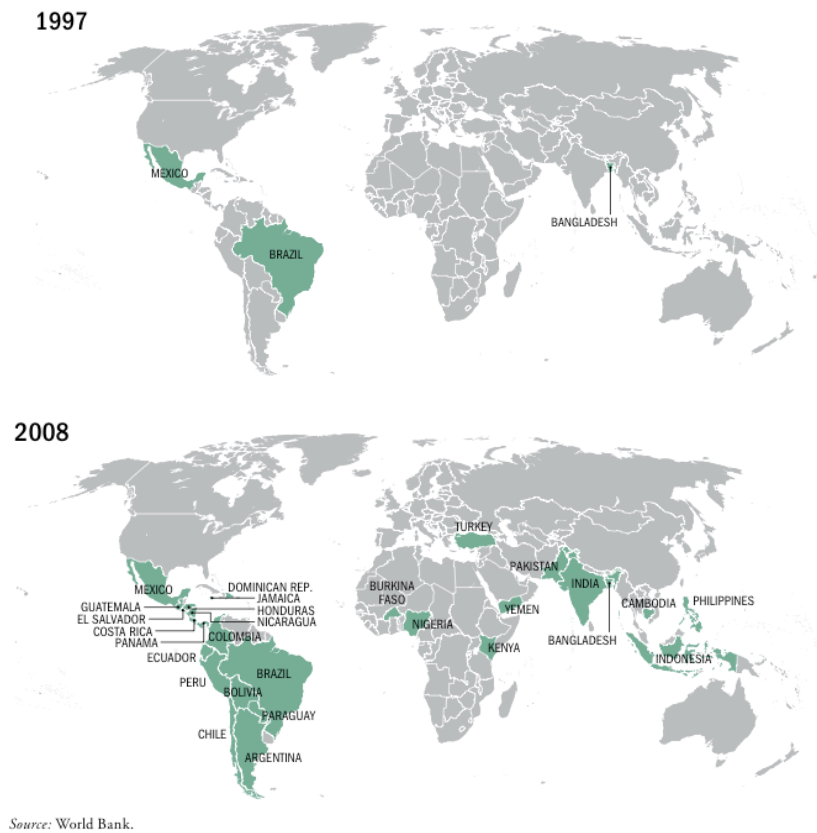 1997
MEXICO
BRAZIL
BANGLADESH
2008
TURKEY
PAKISTAN
INDIA
MEXICO
DOMINICAN REP.
JAMAICA
BURKINA
FASO
CAMBODIA
PHILIPPINES
GUATEMALA
HONDURAS
YEMEN
EL SALVADOR
NICARAGUA
NIGERIA
COSTA RICA
COLOMBIA
BANGLADESH
PANAMA
KENYA
ECUADOR
INDONESIA
BRAZIL
PERU
BOLIVIA
PARAGUAY
CHILE
ARGENTINA
Source: World Bank.